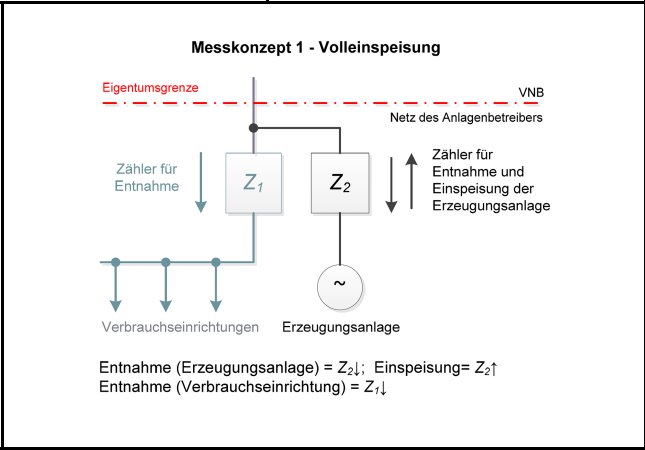 Messkonzept 1 - Volleinspeisung
Eigentumsgrenze
VNB
Netz des Anlagenbetreibers
Zähler für
Entnahme
Z1
Z2
Zähler für
Entnahme und
Einspeisung der
Erzeugungsanlage
~
Verbrauchseinrichtungen
Erzeugungsanlage
Entnahme (Erzeugungsanlage) = Z2↓; Einspeisung= Z2↑
Entnahme (Verbrauchseinrichtung) = Z1↓